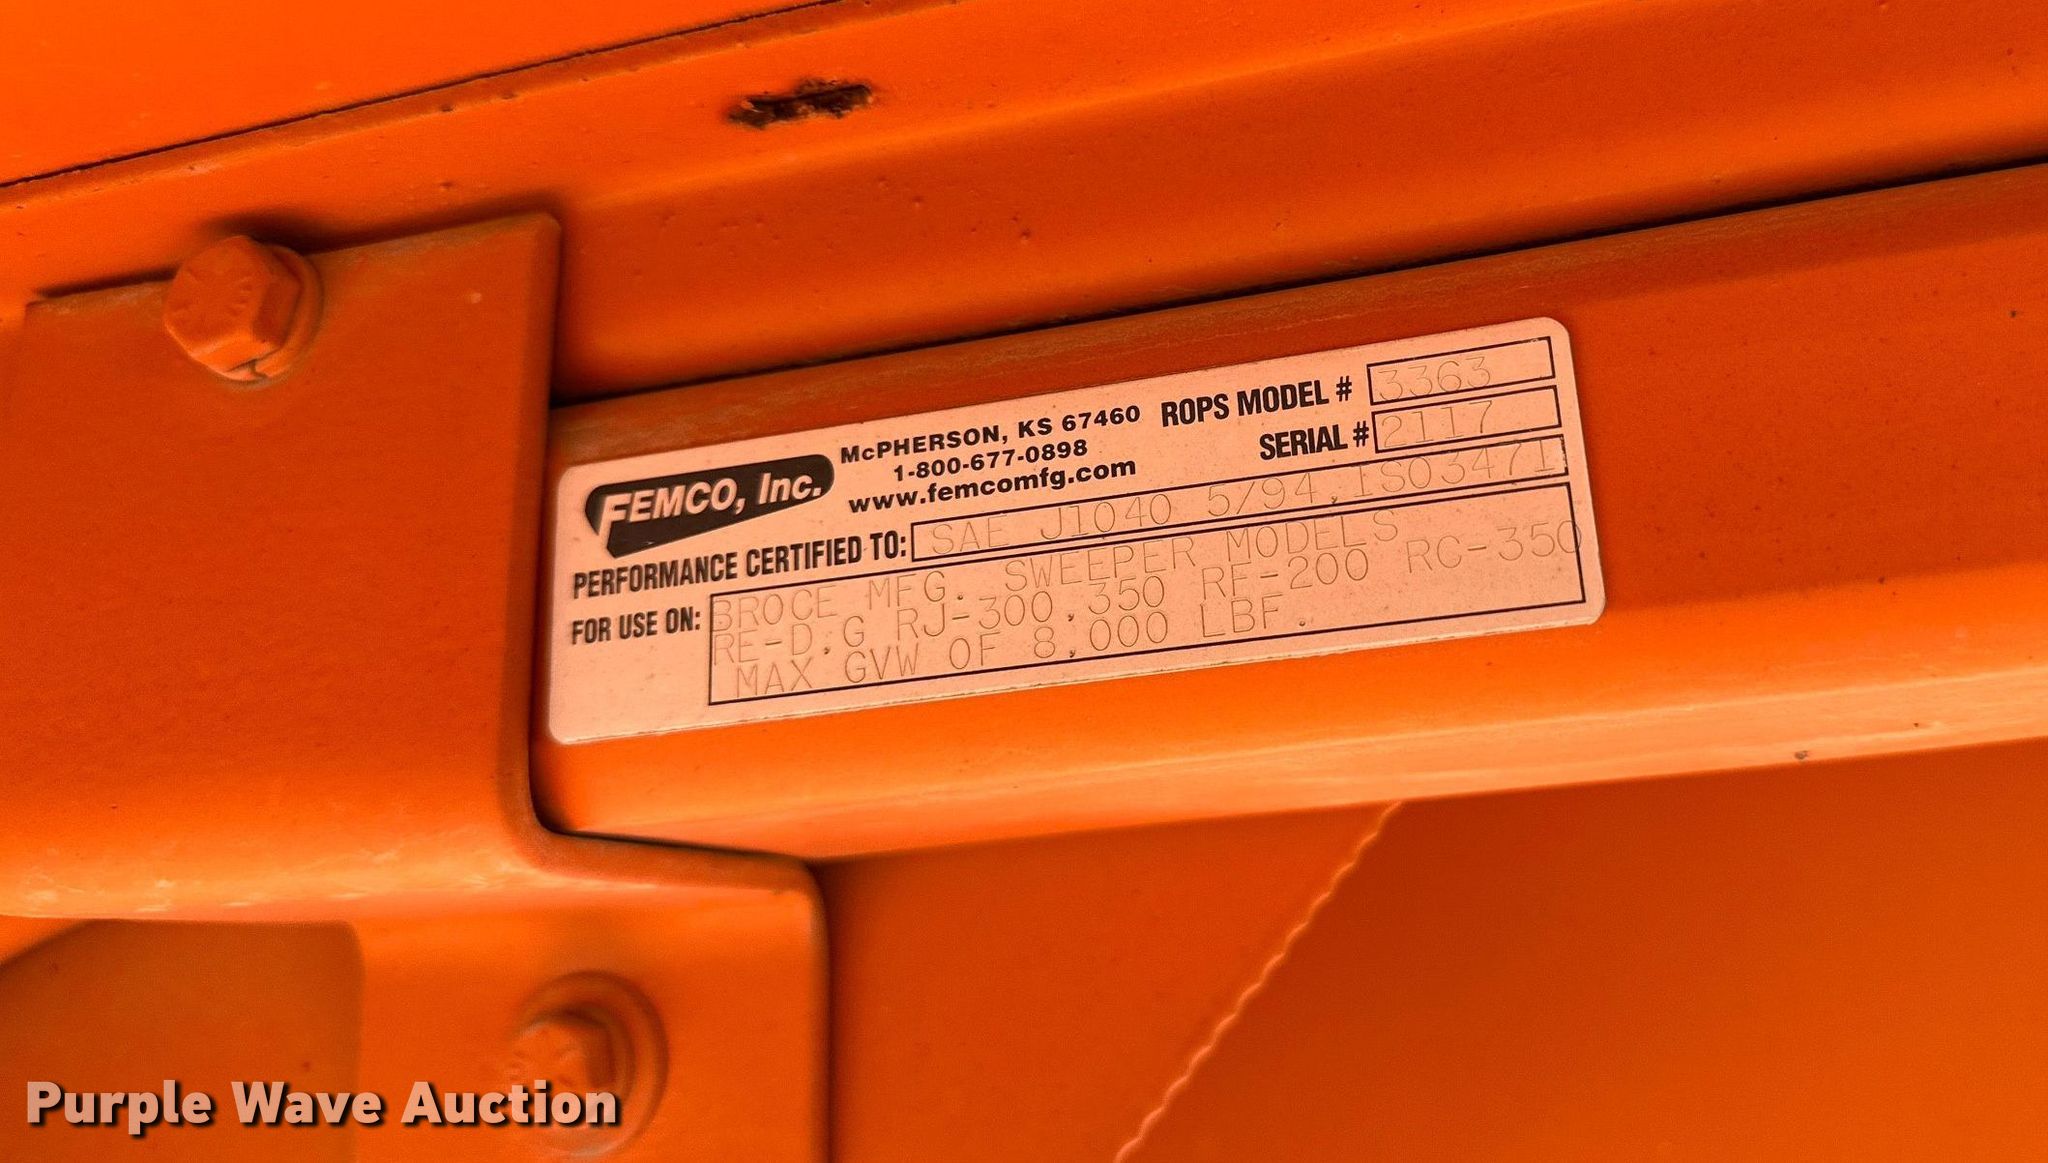 FEMCO, Inc.
McPHERSON, KS 67460
1-800-677-0898
www.femcomfg.com
ROPS MODEL # 3363
SERIAL # 2117
PERFORMANCE CERTIFIED TO: SAE J1040 5/94,ISO3471
FOR USE ON: BROCE MFG. SWEEPER MODELS
RE-D,G RJ-300,350 RF-200 RC-350
MAX GVW OF 8,000 LBF.
Purple Wave Auction